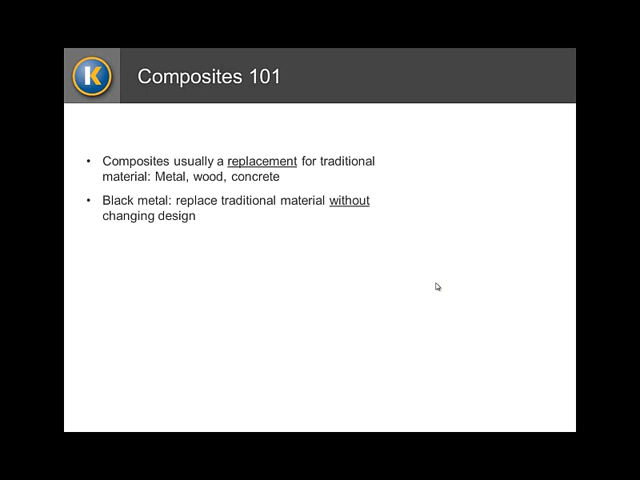 K
Composites 101
• Composites usually a replacement for traditional
material: Metal, wood, concrete
• Black metal: replace traditional material without
changing design